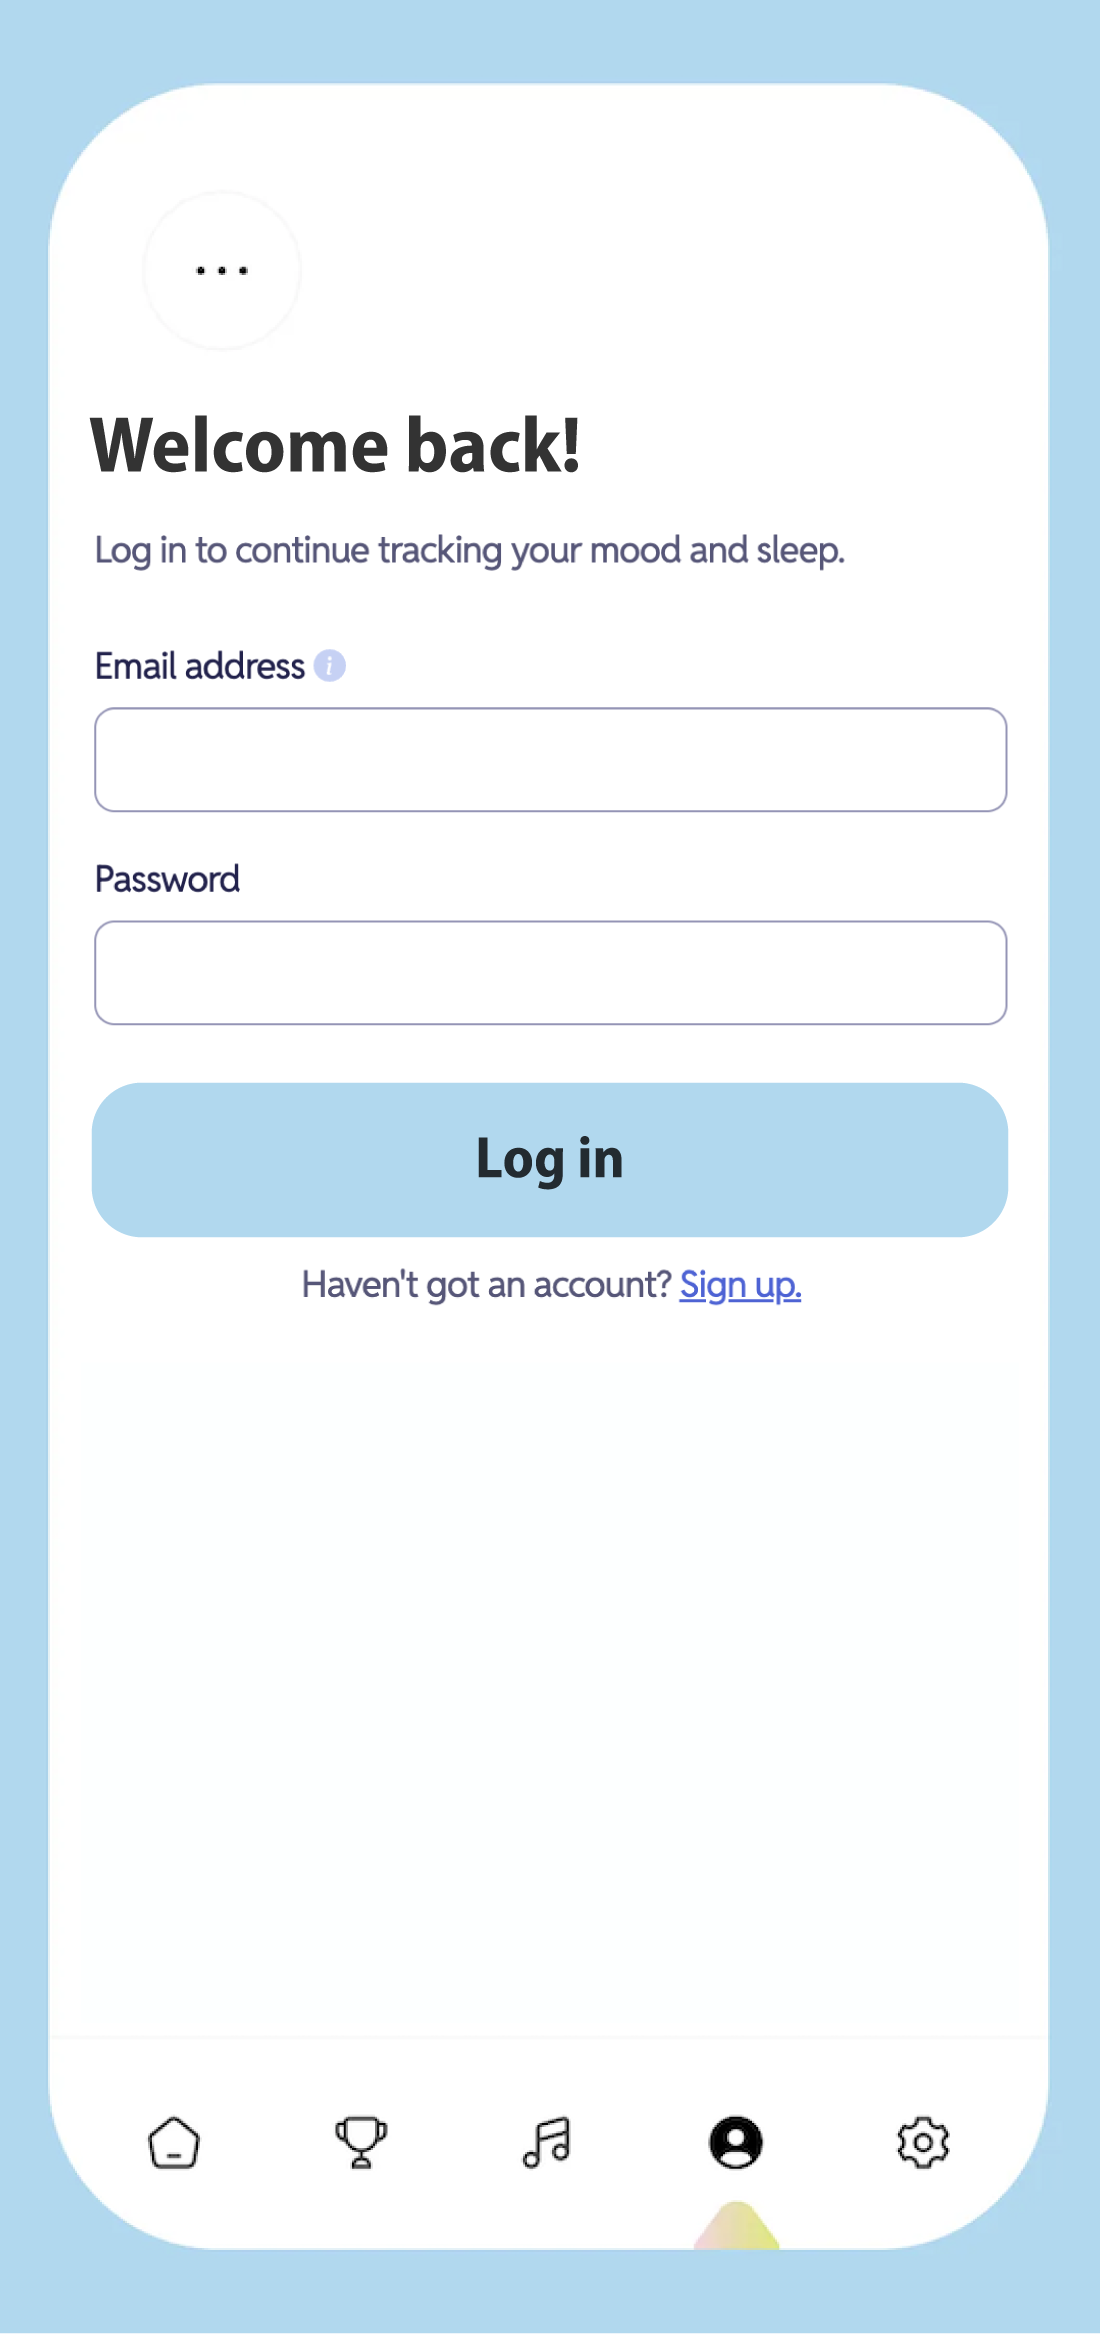 Welcome back!
Log in to continue tracking your mood and sleep.
Email address i
Password
Log in
Haven't got an account? Sign up.